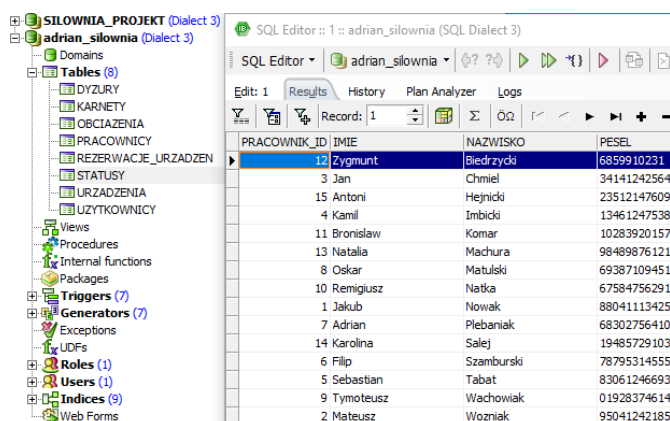 SILOWNIA_PROJEKT (Dialect 3)
adrian_silownia (Dialect 3)
Domains
Tables (8)
DYZURY
KARNETY
OBCIAZENIA
PRACOWNICY
REZERWACJE_URZADZEN
STATUSY
URZADZENIA
UZYTKOWNICY
Views
Procedures
Internal functions
Packages
Triggers (7)
Generators (7)
Exceptions
UDFs
Roles (1)
Users (1)
Indices (9)
Web Forms
SQL Editor :: 1 :: adrian_silownia (SQL Dialect 3)
SQL Editor adrian_silownia
Edit: 1 Results History Plan Analyzer Logs
Record: 1 Σ ÖΩ
PRACOWNIK_ID IMIE NAZWISKO PESEL
12 Zygmunt Biedrzycki 6859910231
3 Jan Chmiel 34141242564
15 Antoni Hejnicki 23512147609
4 Kamil Imbicki 13461247538
11 Bronislaw Komar 10283920157
13 Natalia Machura 98489876121
8 Oskar Matulski 69387109451
10 Remigiusz Natka 67584756291
1 Jakub Nowak 88041113425
7 Adrian Plebaniak 68302756410
14 Karolina Salej 19485729103
6 Filip Szamburski 78795314555
5 Sebastian Tabat 83061246693
9 Tymoteusz Wachowiak 01928374614
2 Mateusz Wozniak 95041242185